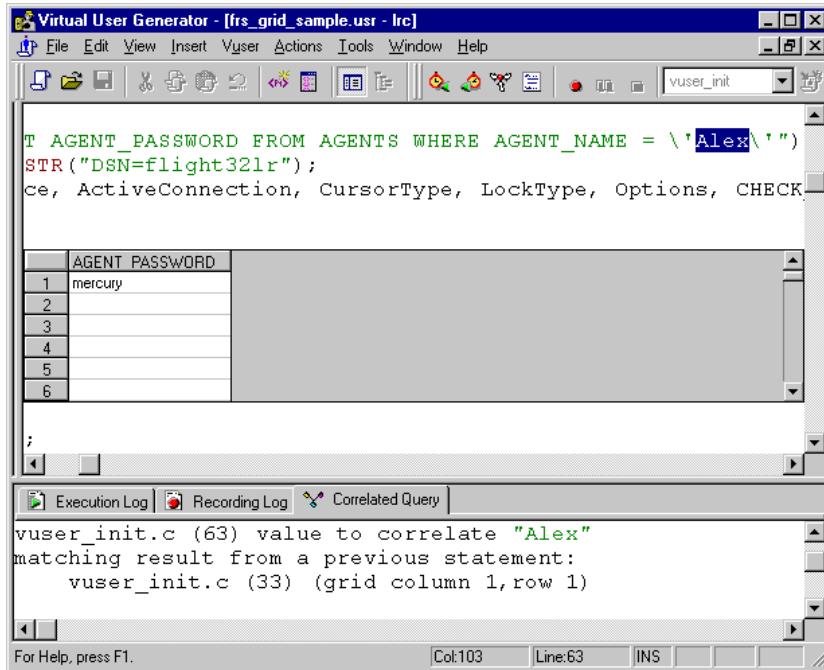 Virtual User Generator - [frs_grid_sample.usr - lrc]
File Edit View Insert Vuser Actions Tools Window Help
vuser_init
T AGENT_PASSWORD FROM AGENTS WHERE AGENT_NAME = \'Alex\'")
STR("DSN=flight32lr");
ce, ActiveConnection, CursorType, LockType, Options, CHECK_
AGENT PASSWORD
1 mercury
2
3
4
5
6
;
Execution Log Recording Log Correlated Query
vuser_init.c (63) value to correlate "Alex"
matching result from a previous statement:
vuser_init.c (33) (grid column 1,row 1)
For Help, press F1. Col:103 Line:63 INS